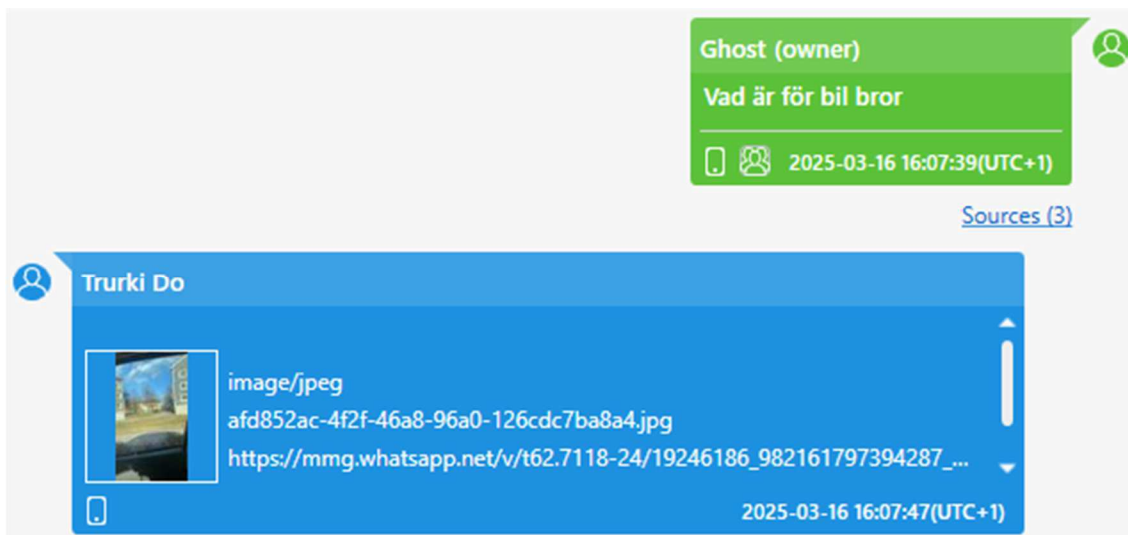 Ghost (owner)
Vad är för bil bror
2025-03-16 16:07:39(UTC+1)
Sources (3)
Trurki Do
image/jpeg
afd852ac-4f2f-46a8-96a0-126cdc7ba8a4.jpg
https://mmg.whatsapp.net/v/t62.7118-24/19246186_982161797394287_...
2025-03-16 16:07:47(UTC+1)